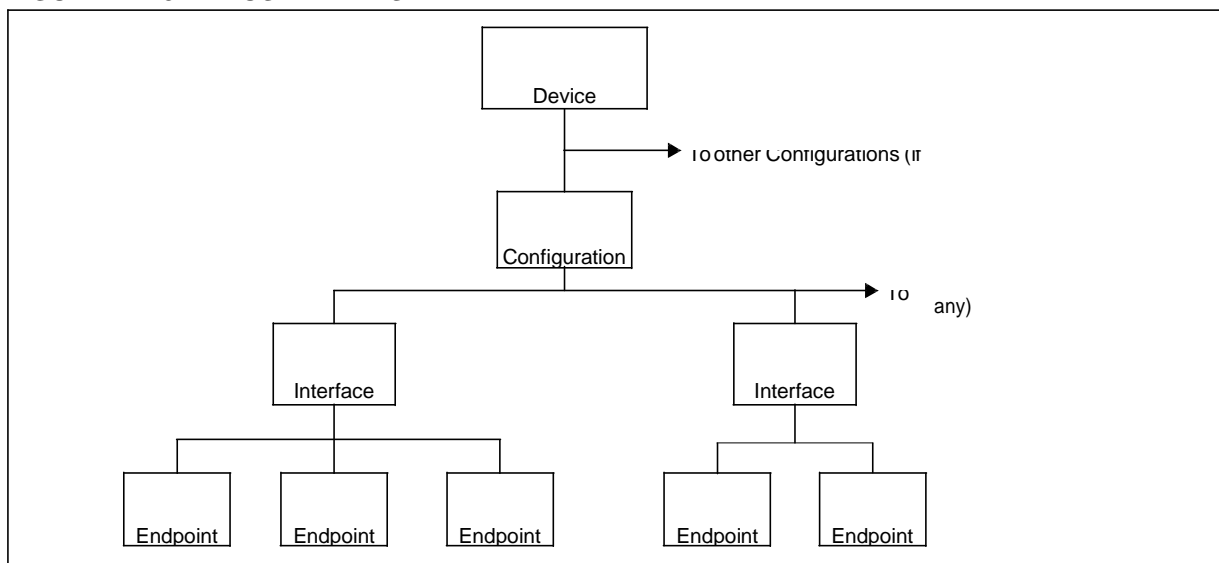 Device
To other Configurations (if
Configuration
To
any)
Interface
Interface
Endpoint
Endpoint
Endpoint
Endpoint
Endpoint